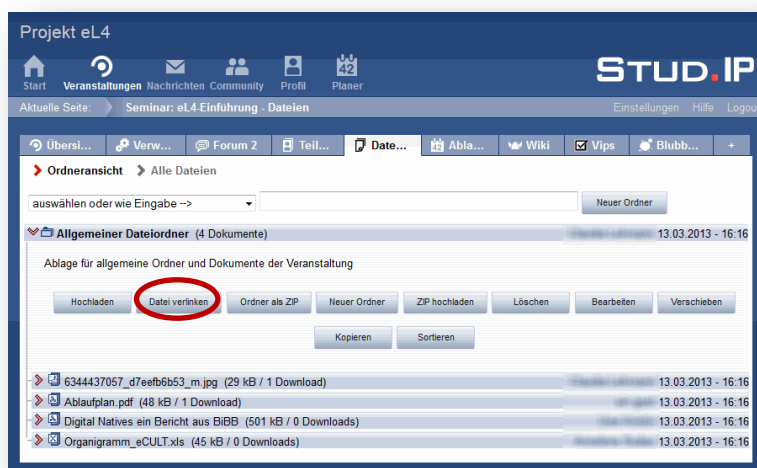 Projekt eL4
Start Veranstaltungen Nachrichten Community Profil Planer
42
STUD.IP
Aktuelle Seite: Seminar: eL4-Einführung - Dateien Einstellungen Hilfe Logou
Übersi... Verw... Forum 2 Teil... Date... Abla... Wiki Vips Blubb... +
Ordneransicht Alle Dateien
auswählen oder wie Eingabe --> Neuer Ordner
Allgemeiner Dateiordner (4 Dokumente) 13.03.2013 - 16:16
Ablage für allgemeine Ordner und Dokumente der Veranstaltung
Hochladen Datei verlinken Ordner als ZIP Neuer Ordner ZIP hochladen Löschen Bearbeiten Verschieben
Kopieren Sortieren
6344437057_d7eefb6b53_m.jpg (29 kB / 1 Download) 13.03.2013 - 16:16
Ablaufplan.pdf (48 kB / 1 Download) 13.03.2013 - 16:16
Digital Natives ein Bericht aus BiBB (501 kB / 0 Downloads) 13.03.2013 - 16:16
Organigramm_eCULT.xls (45 kB / 0 Downloads) 13.03.2013 - 16:16